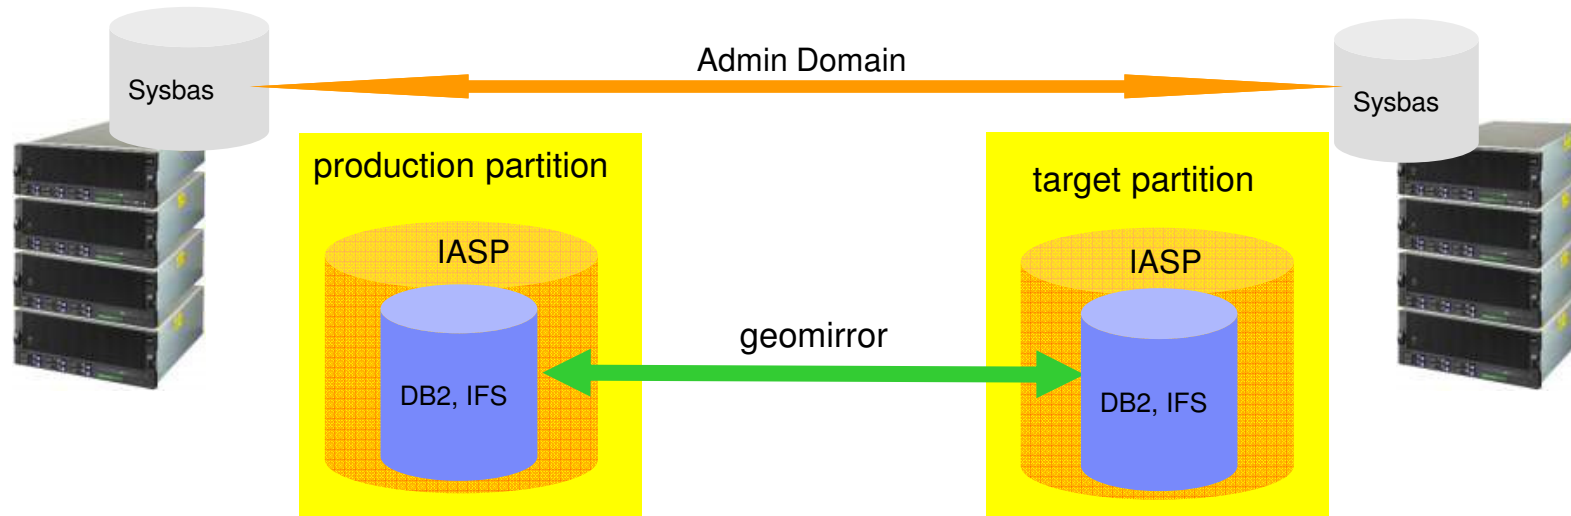 Admin Domain
Sysbas
Sysbas
production partition
target partition
IASP
IASP
geomirror
DB2, IFS
DB2, IFS